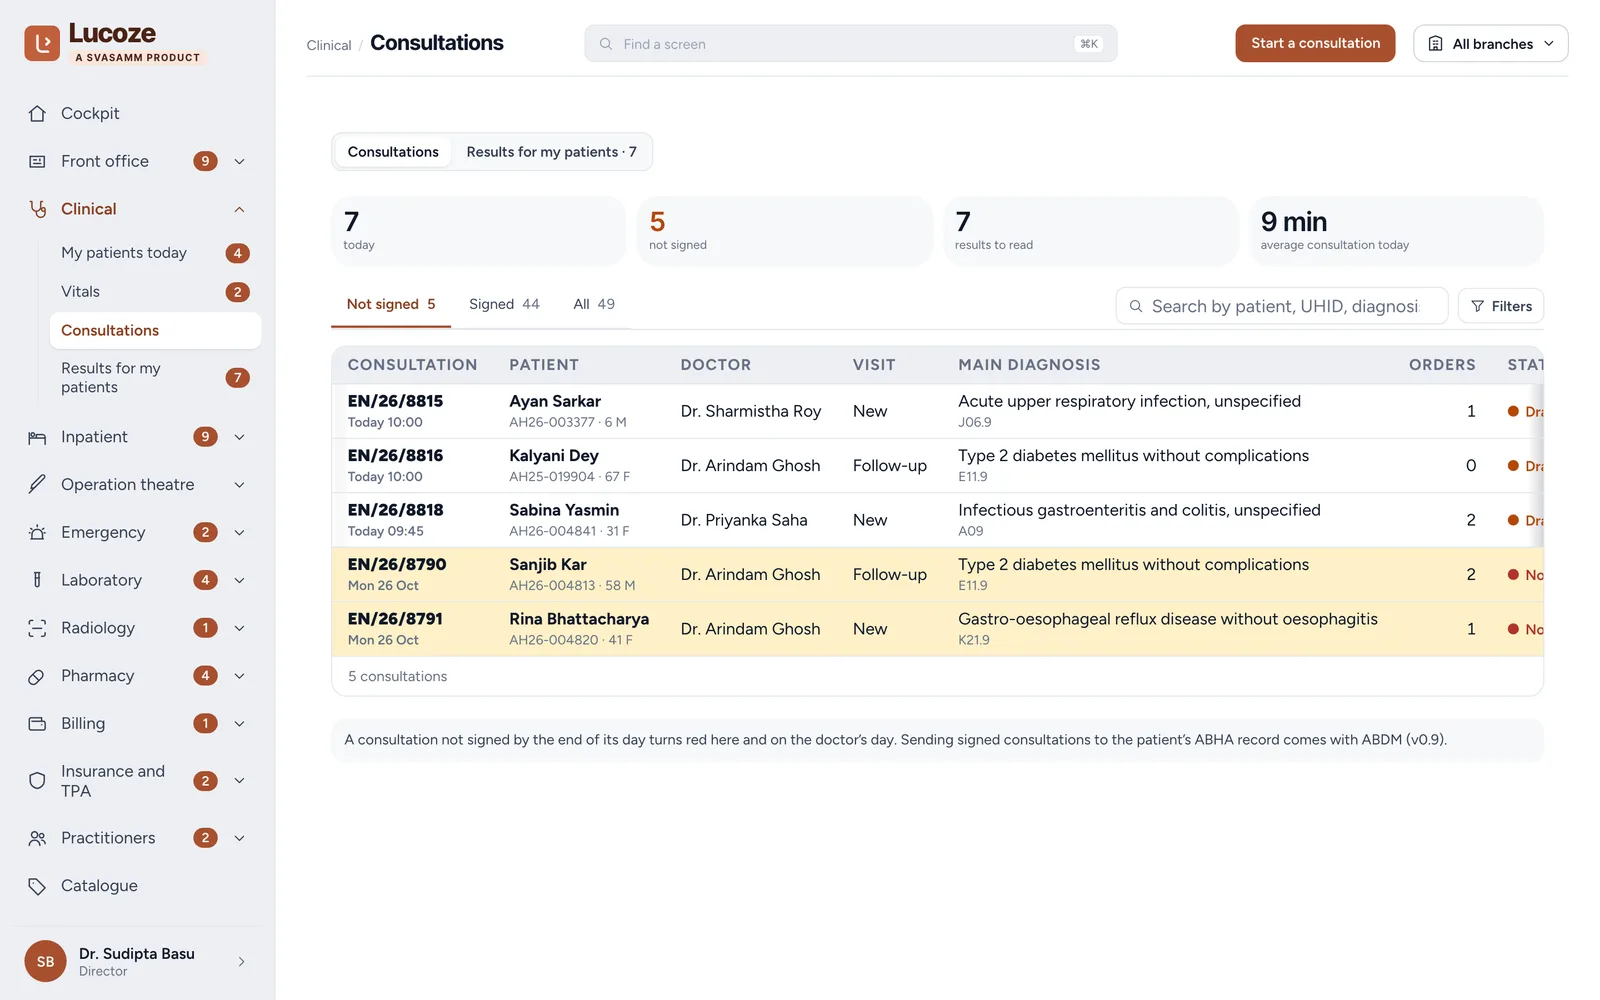 Lucoze
A SVASAMM PRODUCT
Cockpit
Front office 9
Clinical
My patients today 4
Vitals 2
Consultations
Results for my patients 7
Inpatient 9
Operation theatre
Emergency 2
Laboratory 4
Radiology 1
Pharmacy 4
Billing 1
Insurance and TPA 2
Practitioners 2
Catalogue
SB
Dr. Sudipta Basu
Director
Clinical / Consultations
Find a screen ⌘K
Start a consultation
All branches
Consultations
Results for my patients · 7
7
today
5
not signed
7
results to read
9 min
average consultation today
Not signed 5
Signed 44
All 49
Search by patient, UHID, diagnosi
Filters
CONSULTATION PATIENT DOCTOR VISIT MAIN DIAGNOSIS ORDERS STAT
EN/26/8815 Ayan Sarkar Dr. Sharmistha Roy New Acute upper respiratory infection, unspecified 1 Dra
Today 10:00 AH26-003377 · 6 M J06.9
EN/26/8816 Kalyani Dey Dr. Arindam Ghosh Follow-up Type 2 diabetes mellitus without complications 0 Dra
Today 10:00 AH25-019904 · 67 F E11.9
EN/26/8818 Sabina Yasmin Dr. Priyanka Saha New Infectious gastroenteritis and colitis, unspecified 2 Dra
Today 09:45 AH26-004841 · 31 F A09
EN/26/8790 Sanjib Kar Dr. Arindam Ghosh Follow-up Type 2 diabetes mellitus without complications 2 No
Mon 26 Oct AH26-004813 · 58 M E11.9
EN/26/8791 Rina Bhattacharya Dr. Arindam Ghosh New Gastro-oesophageal reflux disease without oesophagitis 1 No
Mon 26 Oct AH26-004820 · 41 F K21.9
5 consultations
A consultation not signed by the end of its day turns red here and on the doctor's day. Sending signed consultations to the patient's ABHA record comes with ABDM (v0.9).